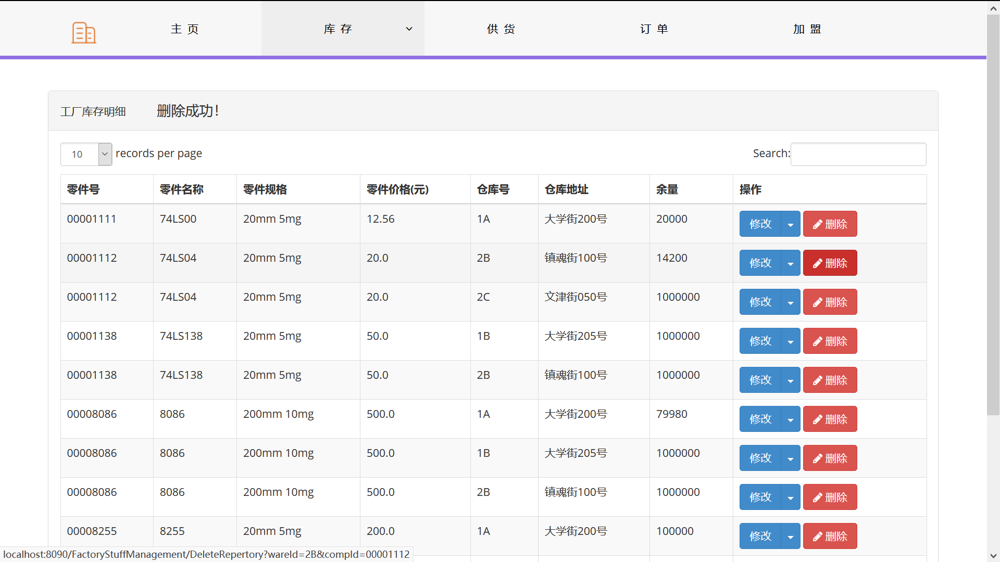 主 页 库 存 供 货 订 单 加 盟
工厂库存明细 删除成功！
10 records per page Search:
零件号 零件名称 零件规格 零件价格(元) 仓库号 仓库地址 余量 操作
00001111 74LS00 20mm 5mg 12.56 1A 大学街200号 20000 修改 删除
00001112 74LS04 20mm 5mg 20.0 2B 镇魂街100号 14200 修改 删除
00001112 74LS04 20mm 5mg 20.0 2C 文津街050号 1000000 修改 删除
00001138 74LS138 20mm 5mg 50.0 1B 大学街205号 1000000 修改 删除
00001138 74LS138 20mm 5mg 50.0 2B 镇魂街100号 1000000 修改 删除
00008086 8086 200mm 10mg 500.0 1A 大学街200号 79980 修改 删除
00008086 8086 200mm 10mg 500.0 1B 大学街205号 1000000 修改 删除
00008086 8086 200mm 10mg 500.0 2B 镇魂街100号 1000000 修改 删除
00008255 8255 20mm 5mg 200.0 1A 大学街200号 100000 修改 删除
localhost:8090/FactoryStuffManagement/DeleteRepertory?wareId=2B&compId=00001112